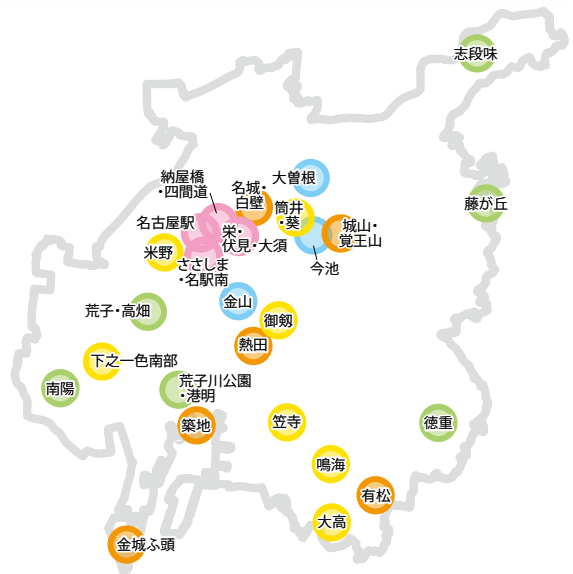 志段味
納屋橋
・四間道
名城・
白壁
大曽根
藤が丘
名古屋駅
栄・
伏見・大須
筒井
・葵
城山・
覚王山
米野
ささしま
・名駅南
今池
荒子・高畑
金山
御剱
熱田
下之一色南部
南陽
荒子川公園
・港明
築地
笠寺
徳重
鳴海
有松
大高
金城ふ頭